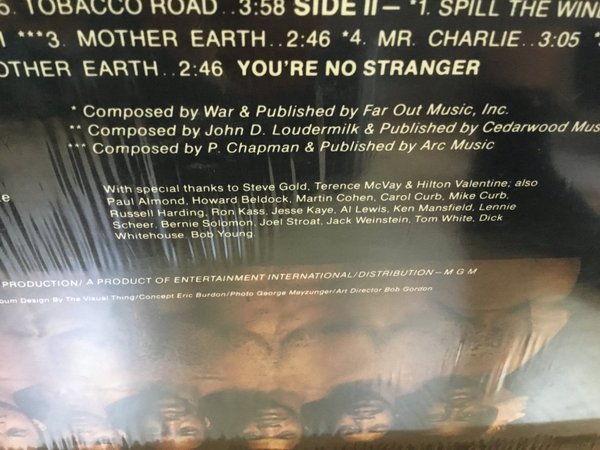 5. TOBACCO ROAD..3:58 SIDE II— *1. SPILL THE WIN
***3. MOTHER EARTH..2:46 *4. MR. CHARLIE..3:05
OTHER EARTH..2:46 YOU'RE NO STRANGER
* Composed by War & Published by Far Out Music, Inc.
** Composed by John D. Loudermilk & Published by Cedarwood Mus
*** Composed by P. Chapman & Published by Arc Music
With special thanks to Steve Gold, Terence McVay & Hilton Valentine; also
Paul Almond, Howard Beldock, Martin Cohen, Carol Curb, Mike Curb,
Russell Harding, Ron Kass, Jesse Kaye, Al Lewis, Ken Mansfield, Lennie
Scheer, Bernie Solomon, Joel Stroat, Jack Weinstein, Tom White, Dick
Whitehouse. Bob Young.
PRODUCTION/A PRODUCT OF ENTERTAINMENT INTERNATIONAL/DISTRIBUTION—MGM
bum Design By The Visual Thing/Concept Eric Burdon/Photo George Meyzunger/Art Director Bob Gordon